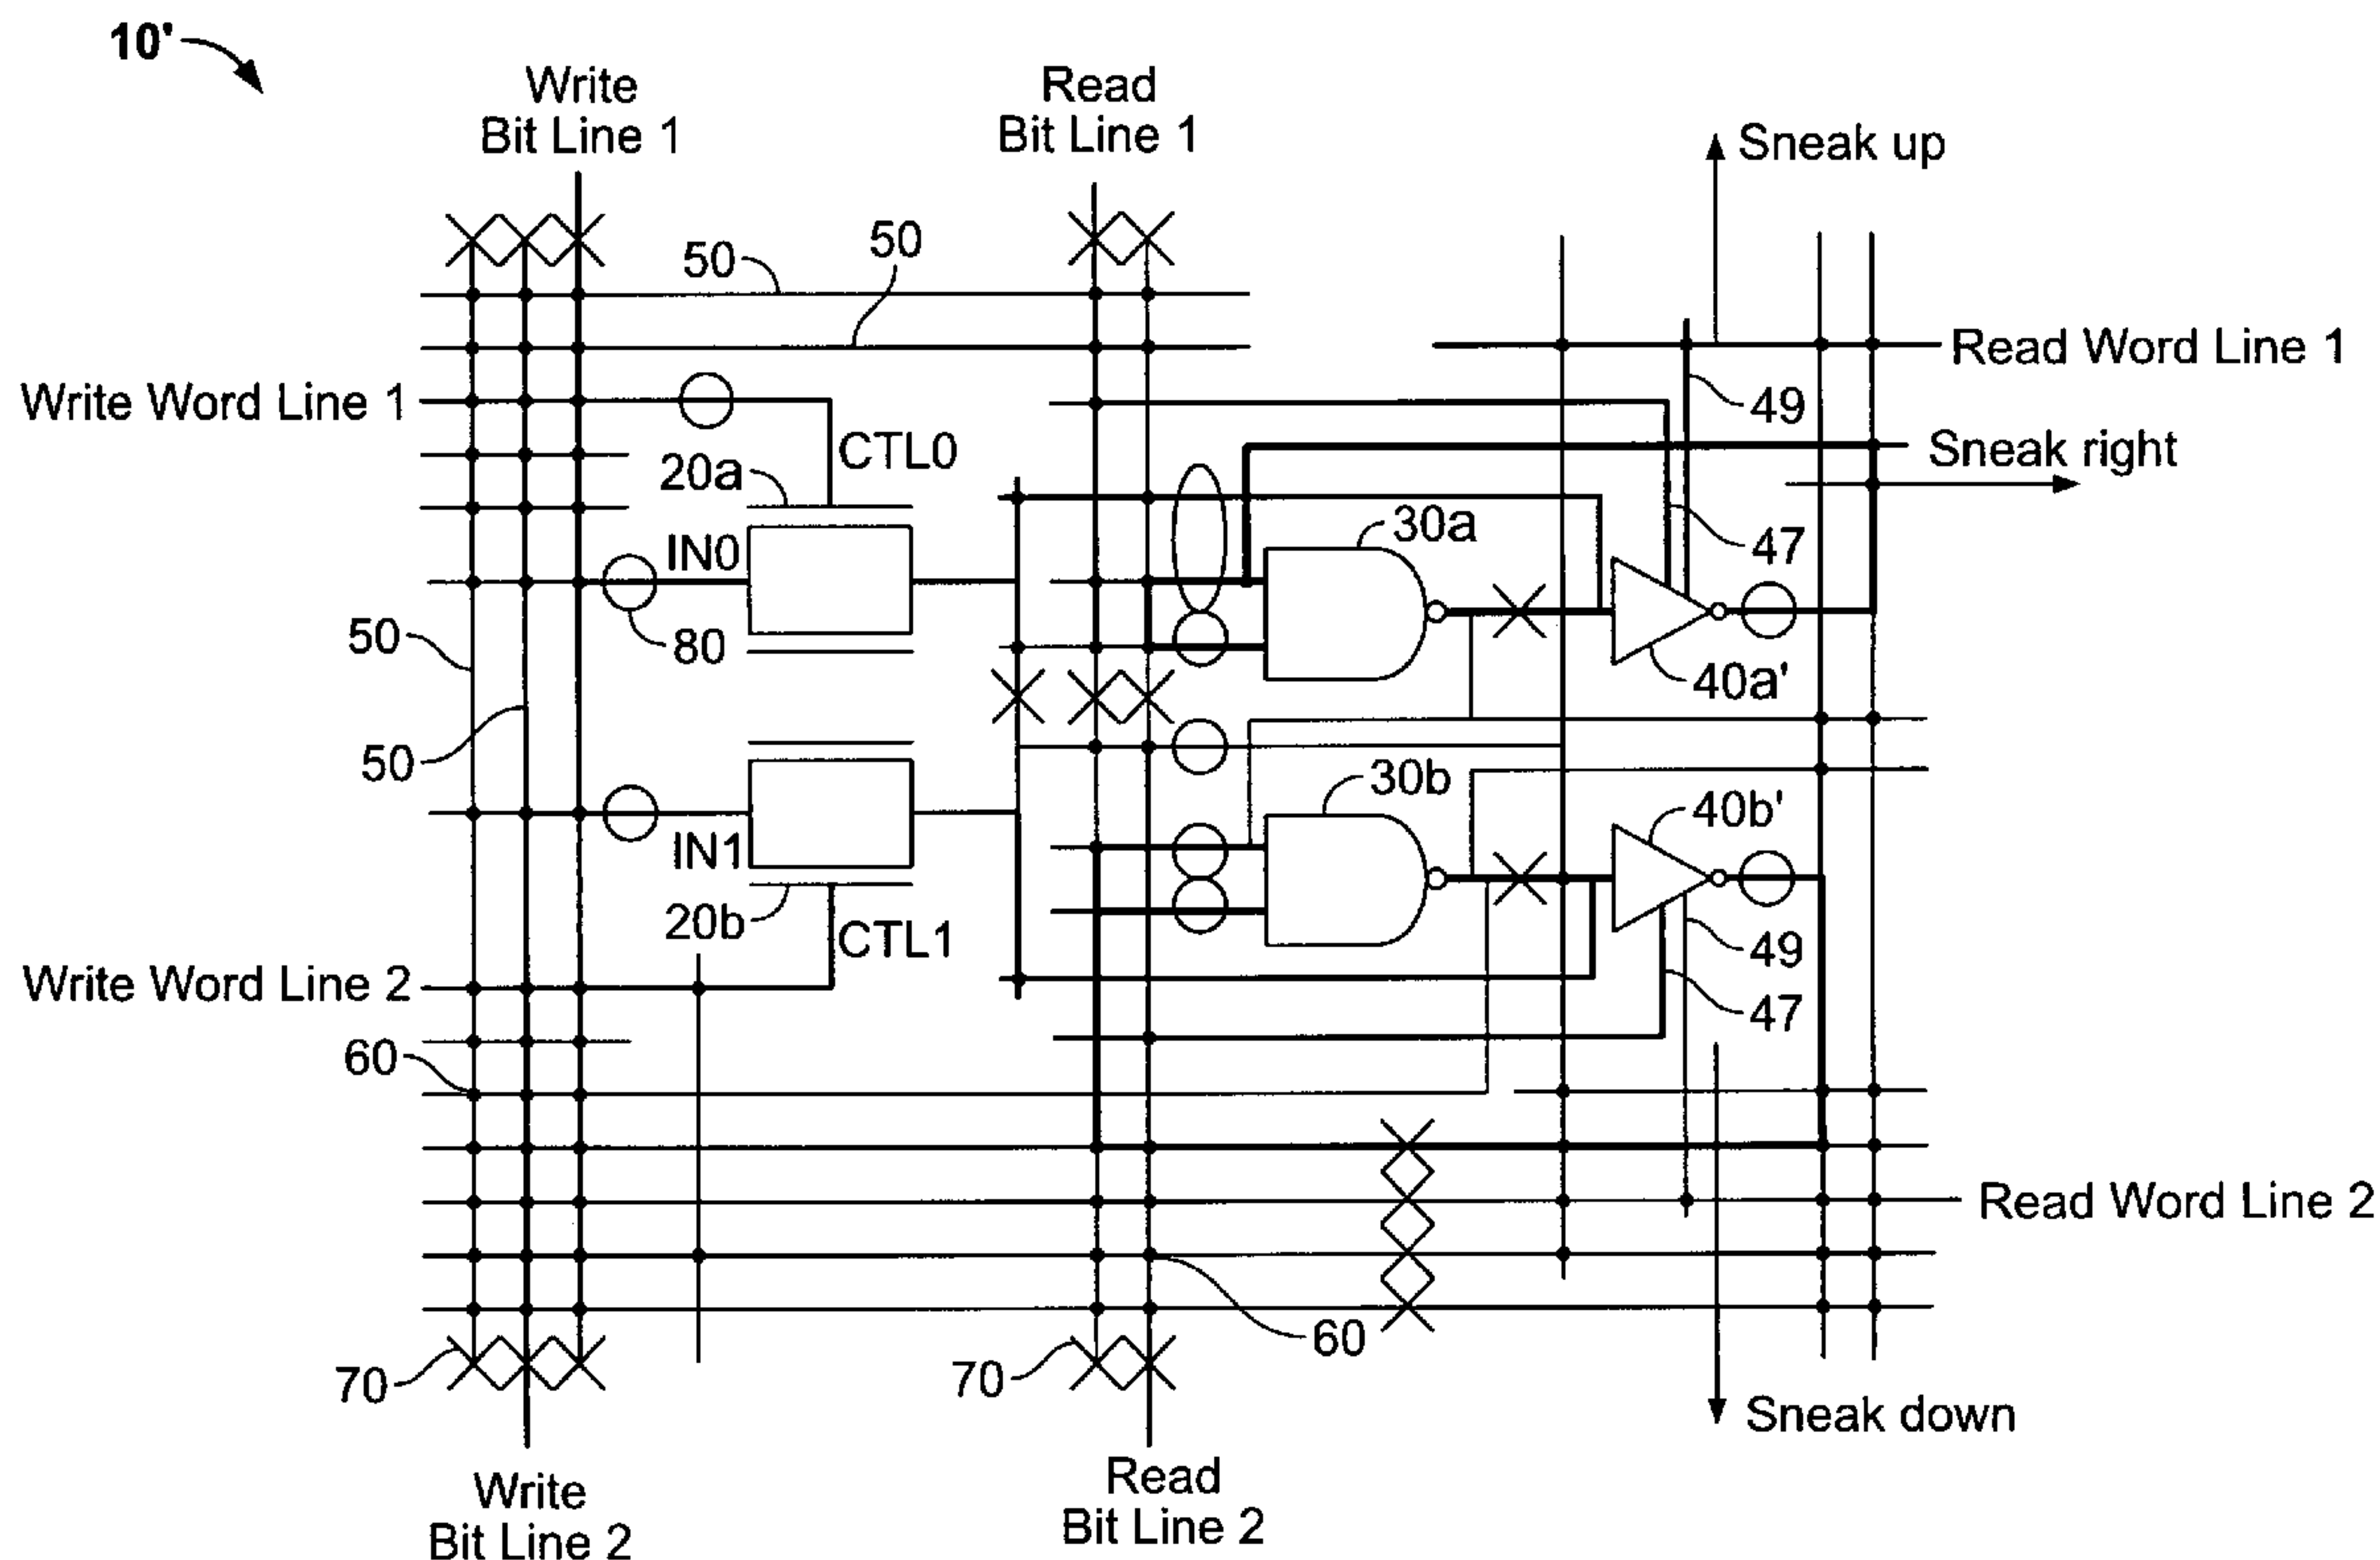 10'
Write
Bit Line 1
Read
Bit Line 1
Sneak up
50
50
Read Word Line 1
Write Word Line 1
49
CTL0
Sneak right
20a
30a
IN0
47
50
80
40a'
50
30b
40b'
IN1
20b
CTL1
49
Write Word Line 2
47
60
Read Word Line 2
60
70
70
Sneak down
Write
Bit Line 2
Read
Bit Line 2